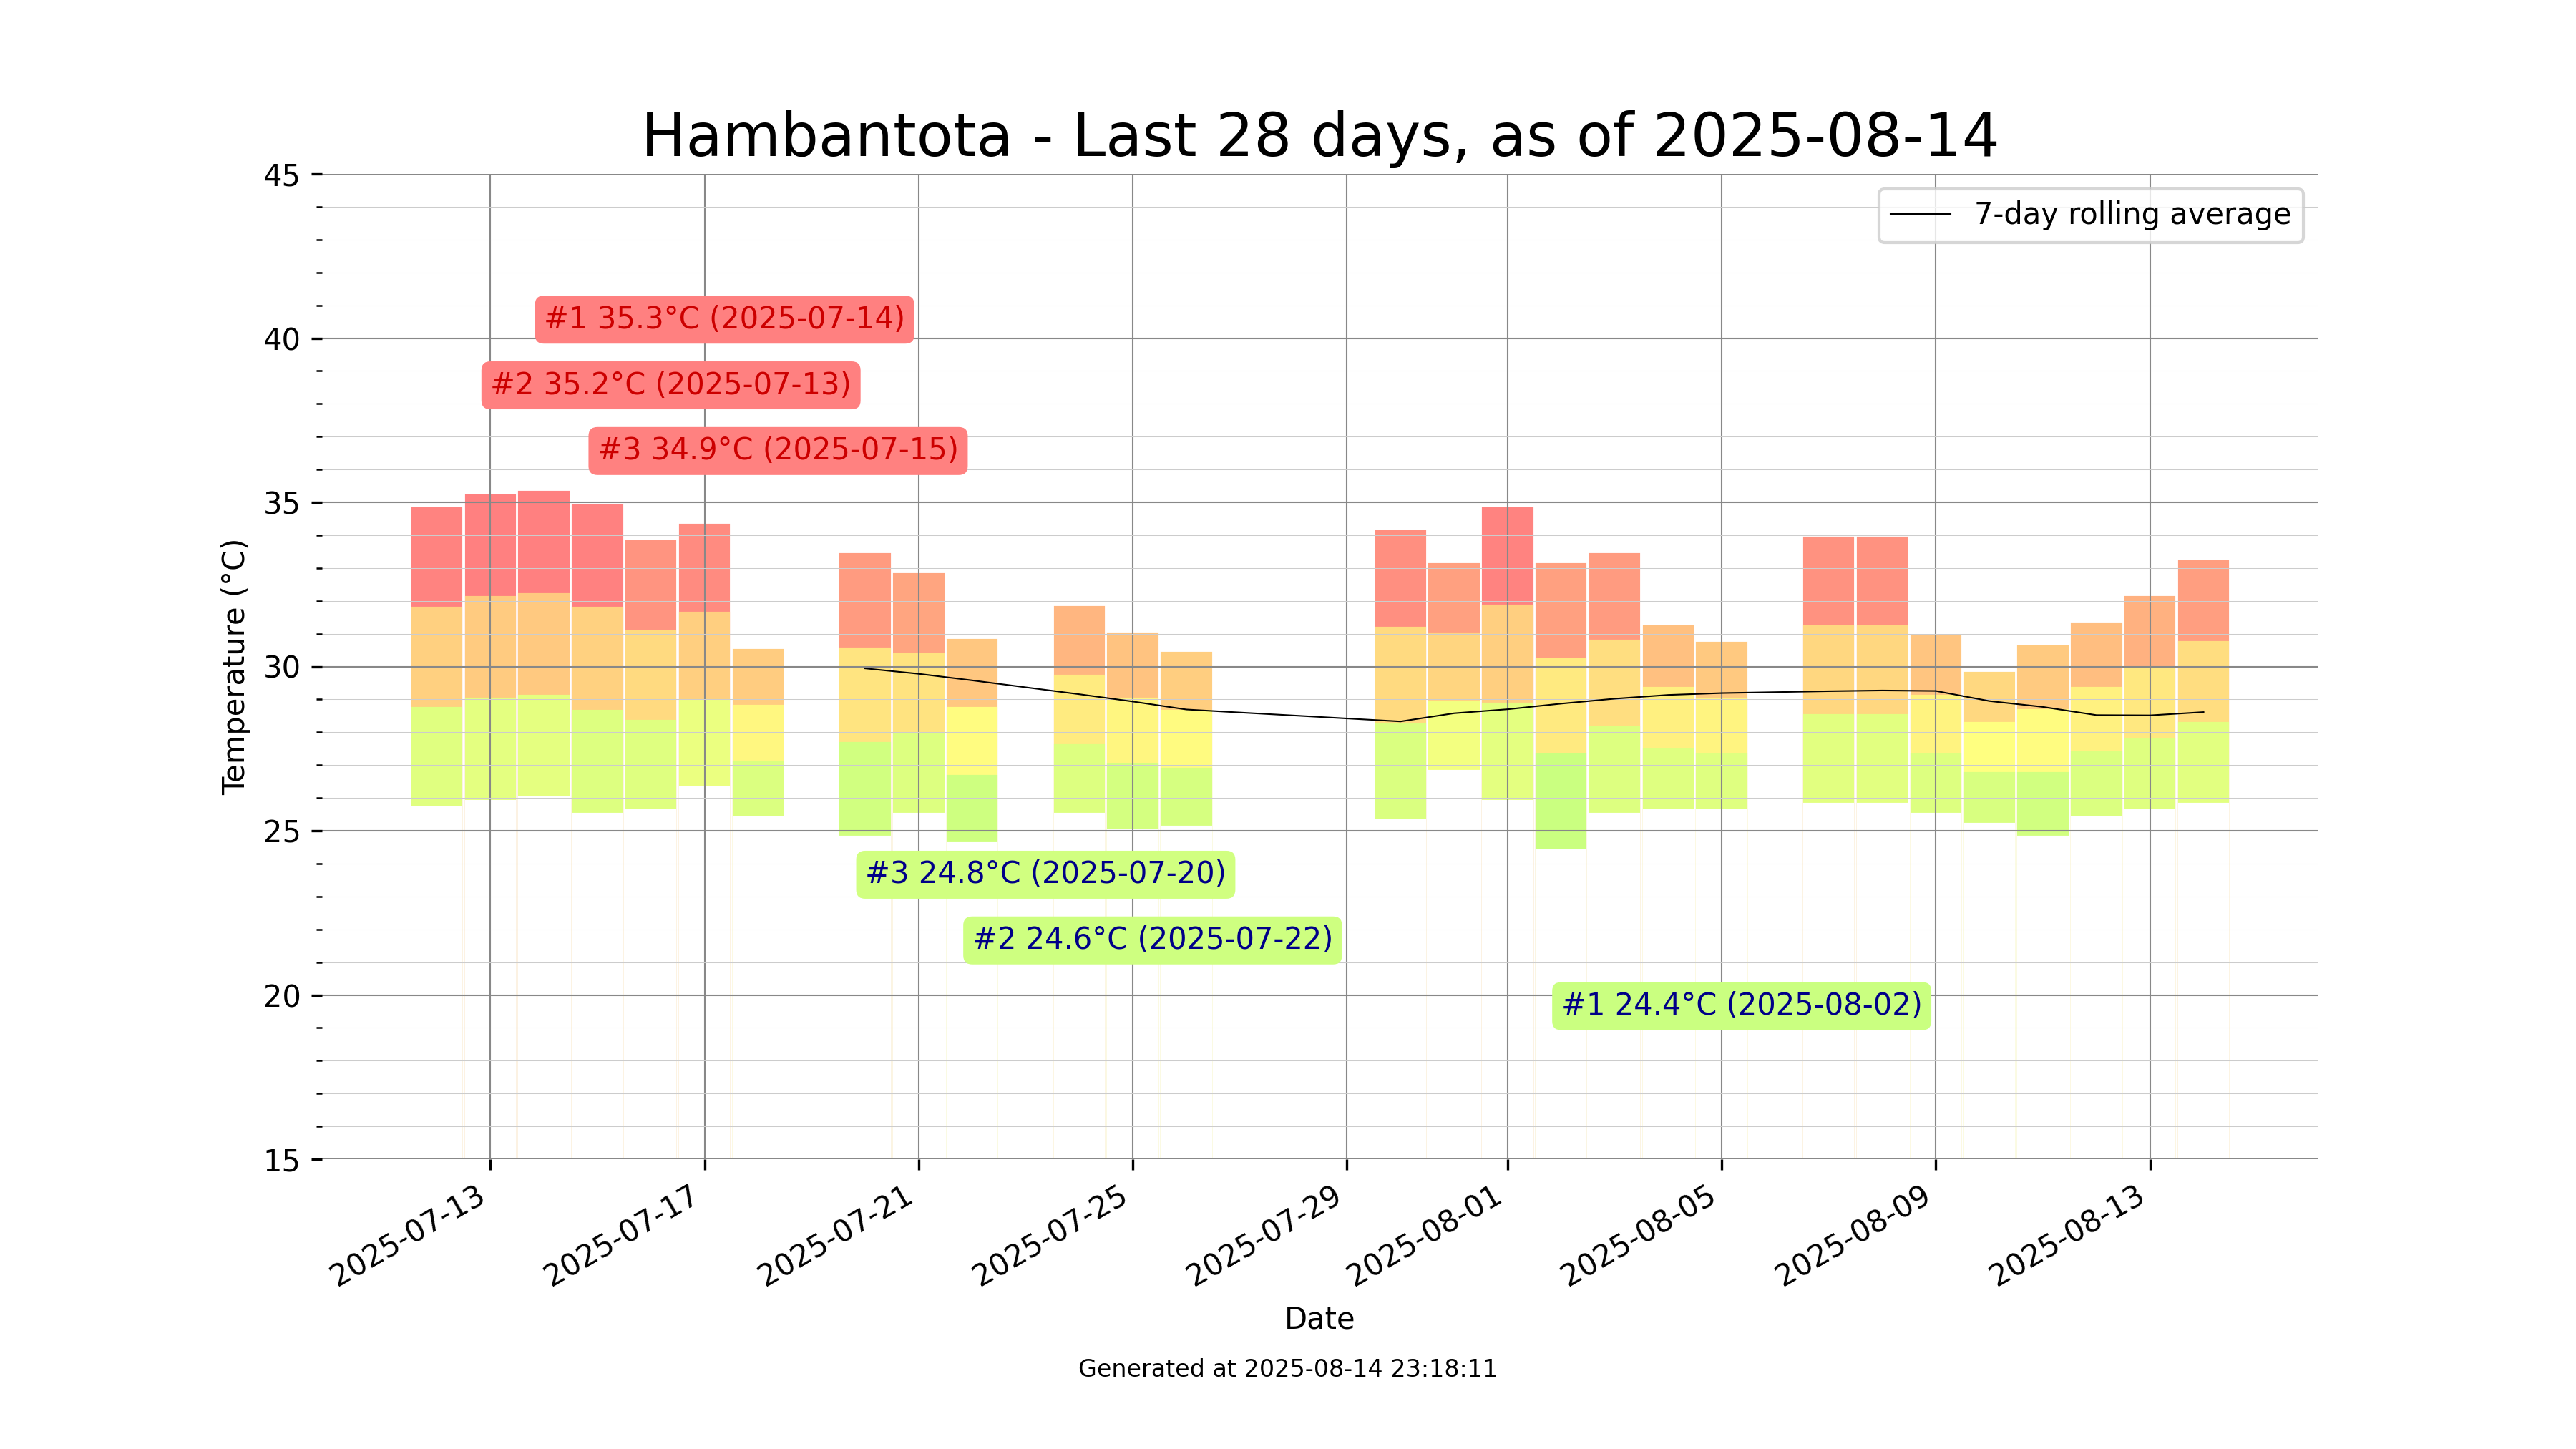 Hambantota - Last 28 days, as of 2025-08-14
7-day rolling average
45
40
35
30
25
20
15
Temperature (°C)
#1 35.3°C (2025-07-14)
#2 35.2°C (2025-07-13)
#3 34.9°C (2025-07-15)
#3 24.8°C (2025-07-20)
#2 24.6°C (2025-07-22)
#1 24.4°C (2025-08-02)
2025-07-13
2025-07-17
2025-07-21
2025-07-25
2025-07-29
2025-08-01
2025-08-05
2025-08-09
2025-08-13
Date
Generated at 2025-08-14 23:18:11